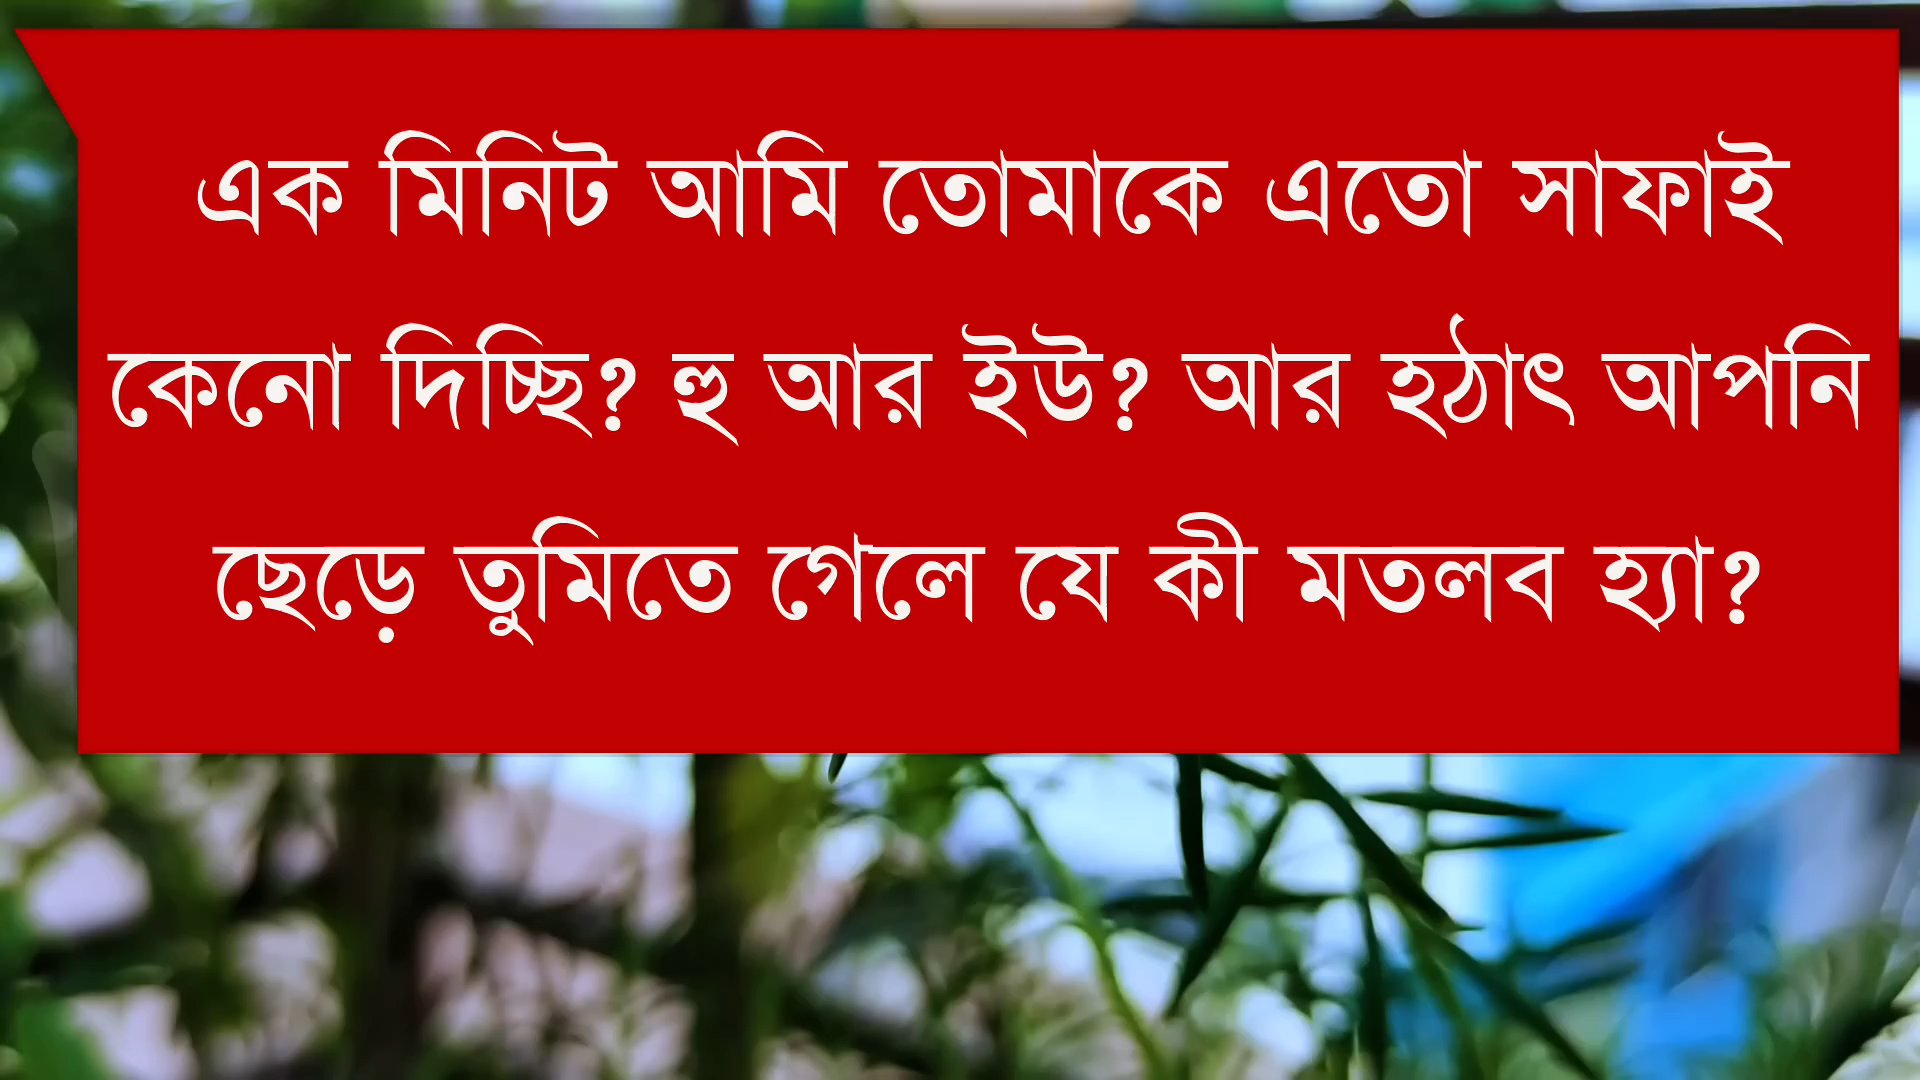 এক মিনিট আমি তোমাকে এতো সাফাই
কেনো দিচ্ছি? হু আর ইউ? আর হঠাৎ আপনি
ছেড়ে তুমিতে গেলে যে কী মতলব হ্যা?